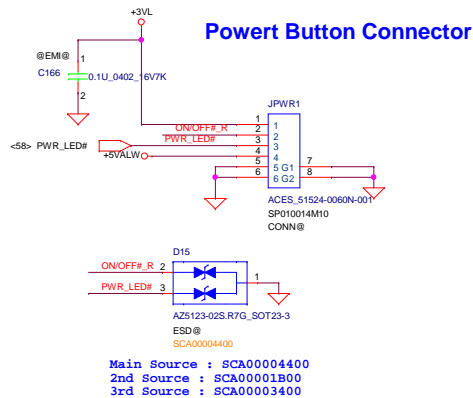 +3VL
Powert Button Connector
@EMI@
1
C166
0.1U_0402_16V7K
2
JPWR1
1 1
ON/OFF#_R 2 2
<58> PWR_LED# PWR_LED# 3 3
+5VALW 4 4
5 5 G1 7
6 6 G2 8
ACES_51524-0060N-001
SP010014M10
CONN@
D15
ON/OFF#_R 2 1
PWR_LED# 3
AZ5123-02S.R7G_SOT23-3
ESD@
SCA00004400
Main Source : SCA00004400
2nd Source : SCA00001B00
3rd Source : SCA00003400